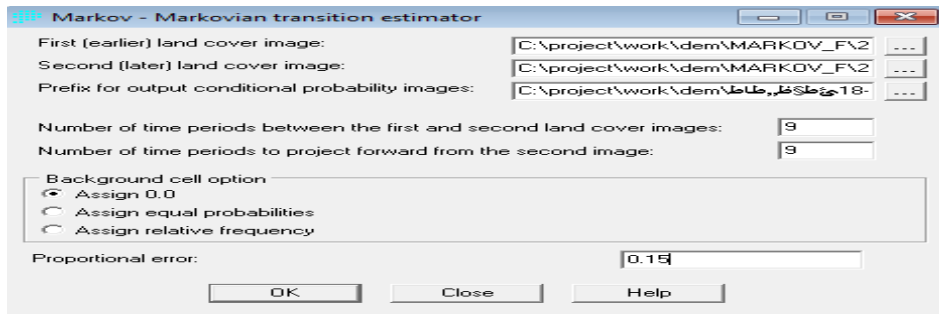 Markov - Markovian transition estimator
First (earlier) land cover image: C:\project\work\dem\MARKOV_F\2 ...
Second (later) land cover image: C:\project\work\dem\MARKOV_F\2 ...
Prefix for output conditional probability images: C:\project\work\dem\ ...
Number of time periods between the first and second land cover images: 9
Number of time periods to project forward from the second image: 9
Background cell option
Assign 0.0
Assign equal probabilities
Assign relative frequency
Proportional error: 0.15
OK Close Help